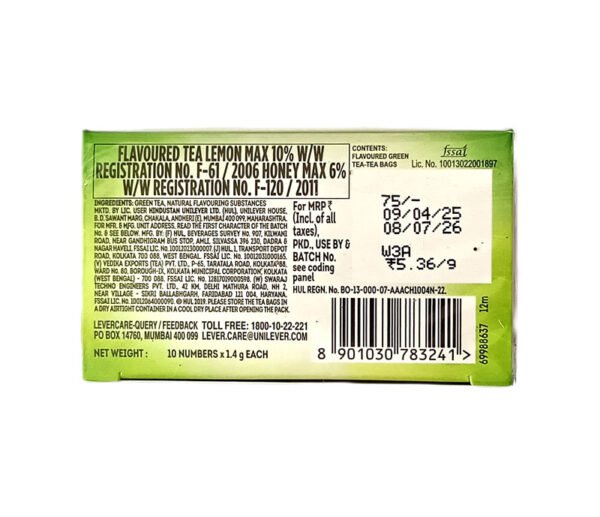 FLAVOURED TEA LEMON MAX 10% W/W
REGISTRATION NO. F-61 / 2006 HONEY MAX 6%
W/W REGISTRATION NO. F-120 / 2011
INGREDIENTS: GREEN TEA, NATURAL FLAVOURING SUBSTANCES
MKTD. BY LIC. USER HINDUSTAN UNILEVER LTD. (HUL), UNILEVER HOUSE,
B. D. SAWANT MARG, CHAKALA, ANDHERI (E), MUMBAI 400 099, MAHARASHTRA.
FOR MFR. & MFG. UNIT ADDRESS, READ THE FIRST CHARACTER OF THE BATCH
NO. & SEE BELOW. MFG. BY: (F) HUL, BEVERAGES SURVEY NO. 907, KILWANI
ROAD, NEAR GANDHIGRAM BUS STOP, AMLI, SILVASSA 396 230, DADRA &
NAGAR HAVELI. FSSAI LIC. NO. 10012023000007. (J) HUL, 1, TRANSPORT DEPOT
ROAD, KOLKATA 700 088, WEST BENGAL. FSSAI LIC. NO. 10012031000165.
(V) VEDIKA EXPORTS (TEA) PVT. LTD., P-65, TARATALA ROAD, KOLKATA-88,
WARD NO. 80, BOROUGH-IX, KOLKATA MUNICIPAL CORPORATION, KOLKATA
(WEST BENGAL) - 700 088. LIC. NO. 10012031000312. (W) SWARAJ
TECHNO ENGINEERS PVT. LTD., 42 KM, DELHI MATHURA ROAD, NH 2,
NEAR VILLAGE - SIKRI BALLABGARH, FARIDABAD 121 004, HARYANA.
FSSAI LIC. NO. 10012064000090. © HUL 2019. PLEASE STORE THE TEA BAGS IN
A DRY AIRTIGHT CONTAINER IN A COOL DRY PLACE AFTER OPENING THE PACK.
LEVERCARE-QUERY / FEEDBACK TOLL FREE: 1800-10-22-221
PO BOX 14760, MUMBAI 400 099 LEVER.CARE@UNILEVER.COM
NET WEIGHT : 10 NUMBERS x 1.4 g EACH
CONTENTS:
FLAVOURED GREEN
TEA-TEA BAGS
fssai
Lic. No. 10013022001897
For MRP ₹
(Incl. of all
taxes),
PKD., USE BY &
BATCH No.
see coding
panel
75/-
09/04/25
08/07/26
W3A
₹5.36/9
HUL REGN. No. BO-13-000-07-AAACH1004N-22.
8 901030 783241 >
69988637 12m